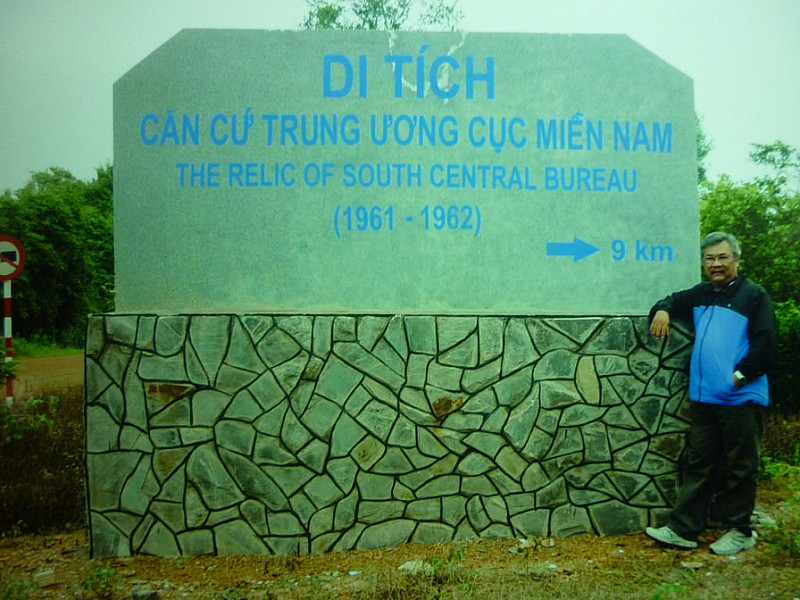 DI TÍCH
CĂN CỨ TRUNG ƯƠNG CỤC MIỀN NAM
THE RELIC OF SOUTH CENTRAL BUREAU
(1961 - 1962)
9 km